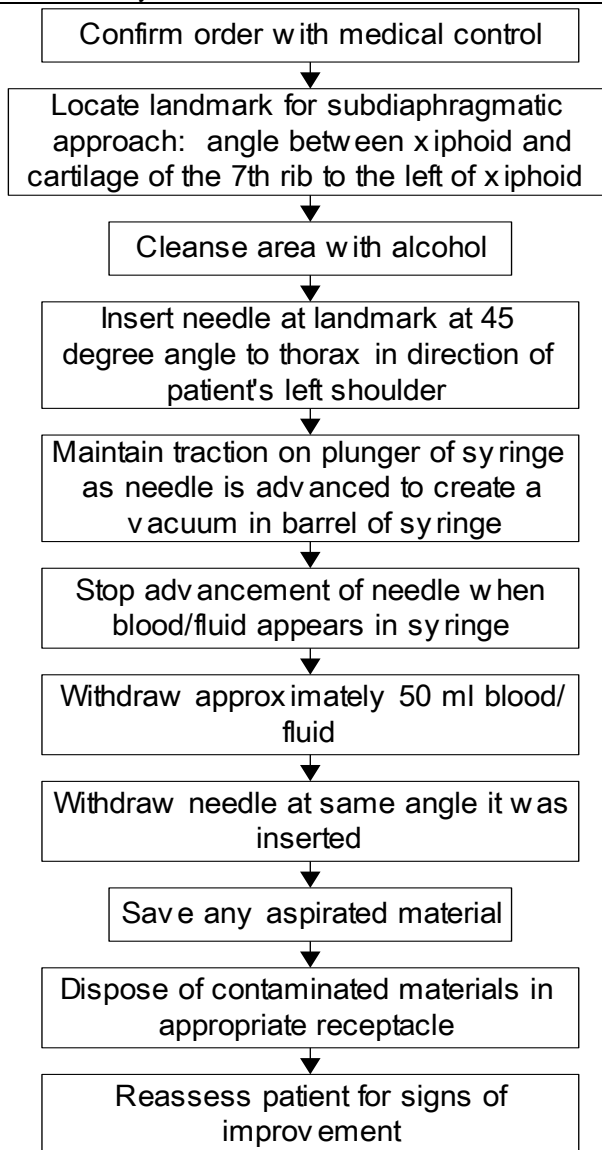 Confirm order with medical control
Locate landmark for subdiaphragmatic
approach: angle between xiphoid and
cartilage of the 7th rib to the left of xiphoid
Cleanse area with alcohol
Insert needle at landmark at 45
degree angle to thorax in direction of
patient's left shoulder
Maintain traction on plunger of syringe
as needle is advanced to create a
vacuum in barrel of syringe
Stop advancement of needle when
blood/fluid appears in syringe
Withdraw approximately 50 ml blood/
fluid
Withdraw needle at same angle it was
inserted
Save any aspirated material
Dispose of contaminated materials in
appropriate receptacle
Reassess patient for signs of
improvement